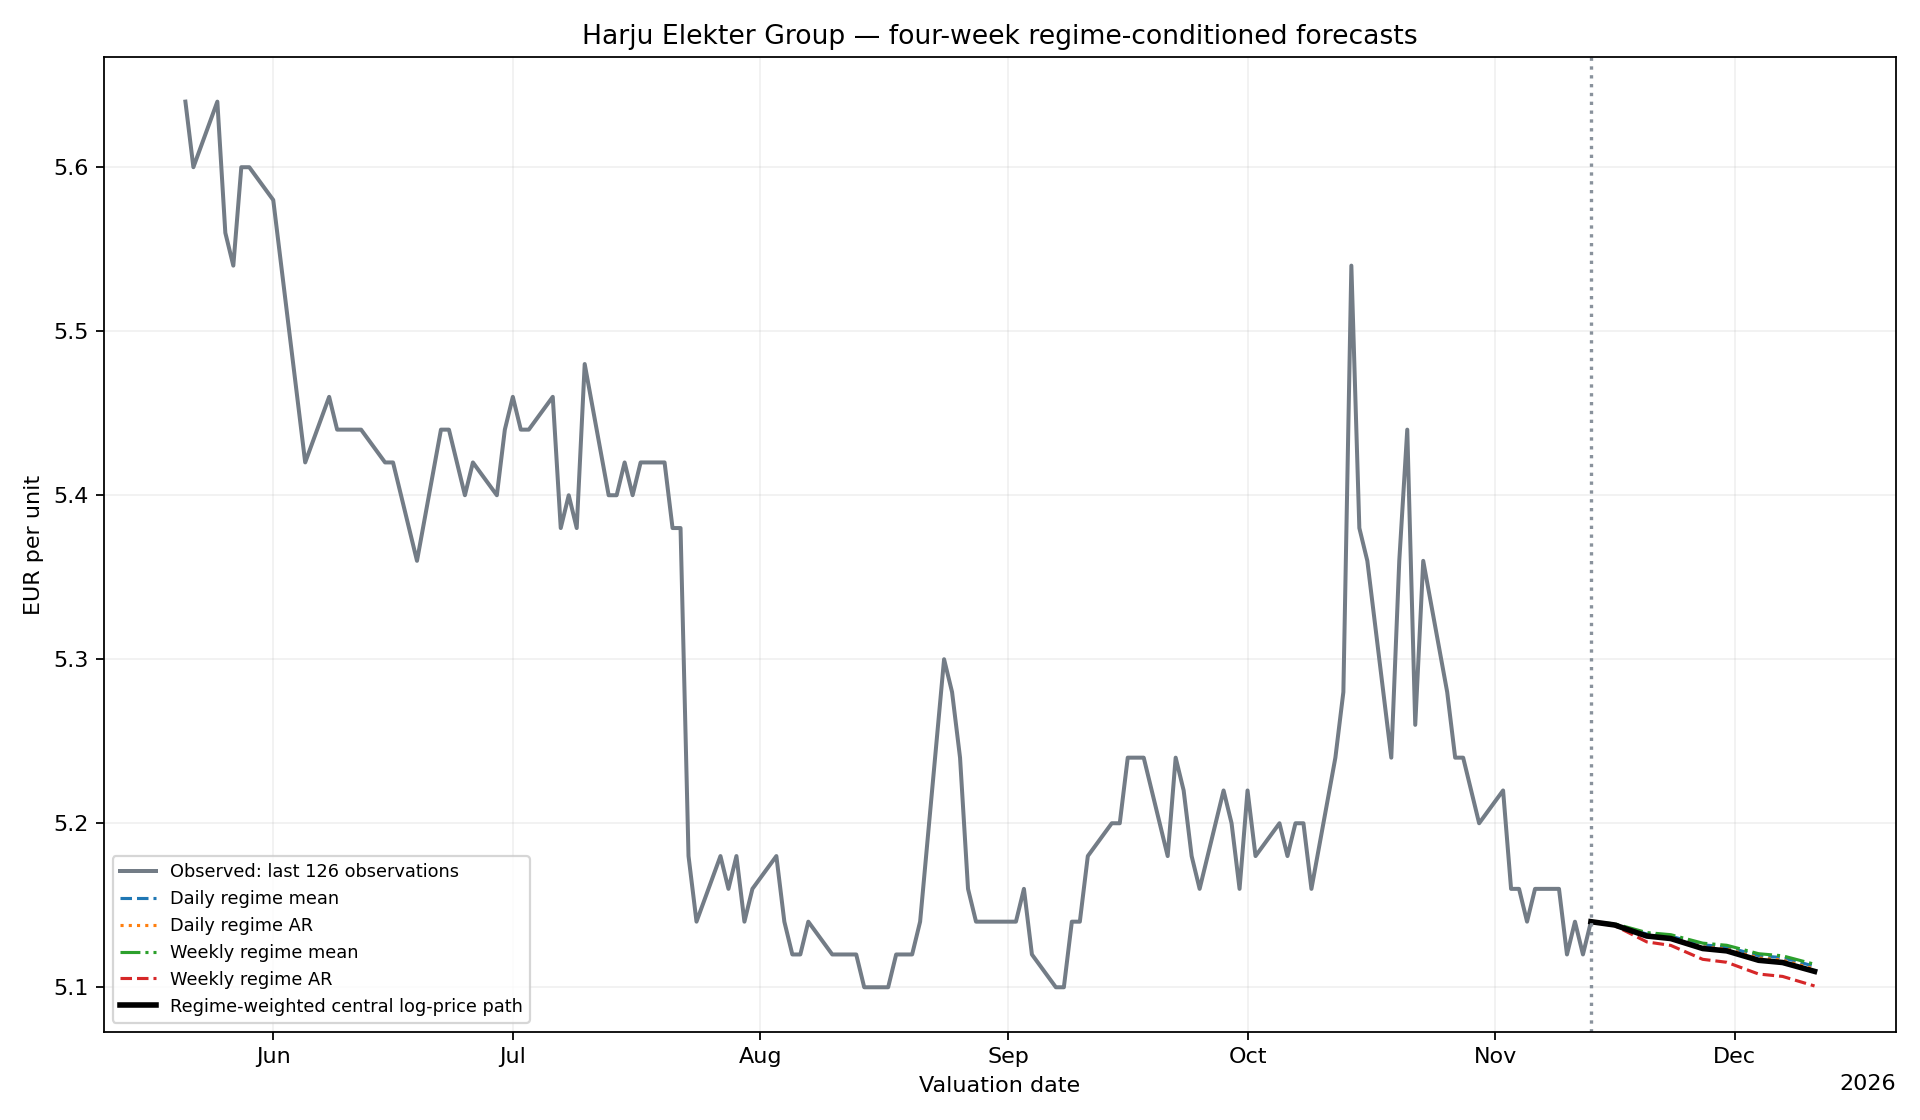 Harju Elekter Group — four-week regime-conditioned forecasts
EUR per unit
5.6
5.5
5.4
5.3
5.2
5.1
Observed: last 126 observations
Daily regime mean
Daily regime AR
Weekly regime mean
Weekly regime AR
Regime-weighted central log-price path
Jun
Jul
Aug
Sep
Oct
Nov
Dec
Valuation date
2026